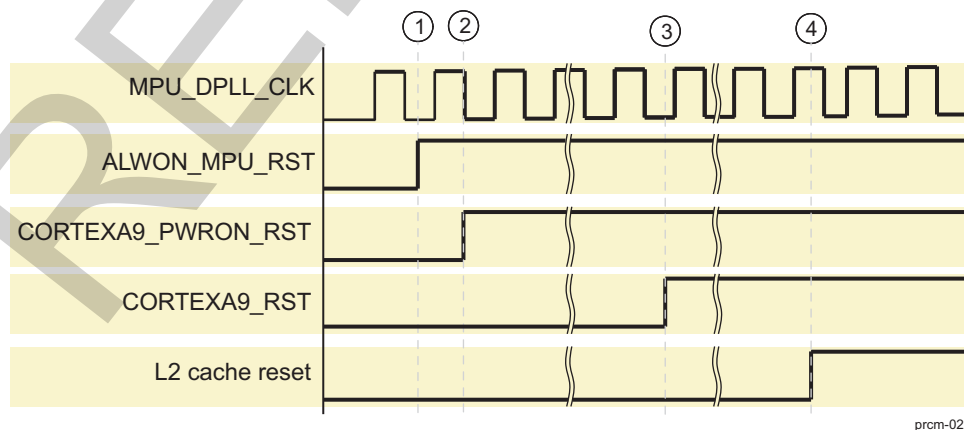 1 2 3 4
MPU_DPLL_CLK
ALWON_MPU_RST
CORTEXA9_PWRON_RST
CORTEXA9_RST
L2 cache reset
prcm-02